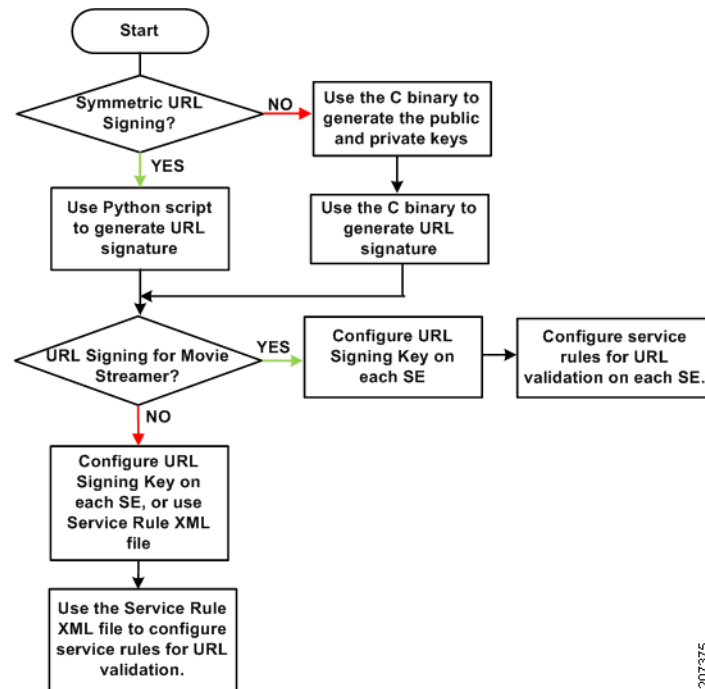 Start
Symmetric URL
Signing?
NO
Use the C binary to
generate the public
and private keys
YES
Use Python script
to generate URL
signature
Use the C binary to
generate URL
signature
URL Signing for Movie
Streamer?
YES
Configure URL
Signing Key on
each SE
Configure service
rules for URL
validation on each SE.
NO
Configure URL
Signing Key on
each SE, or use
Service Rule XML
file
Use the Service Rule
XML file to configure
service rules for URL
validation.
207375